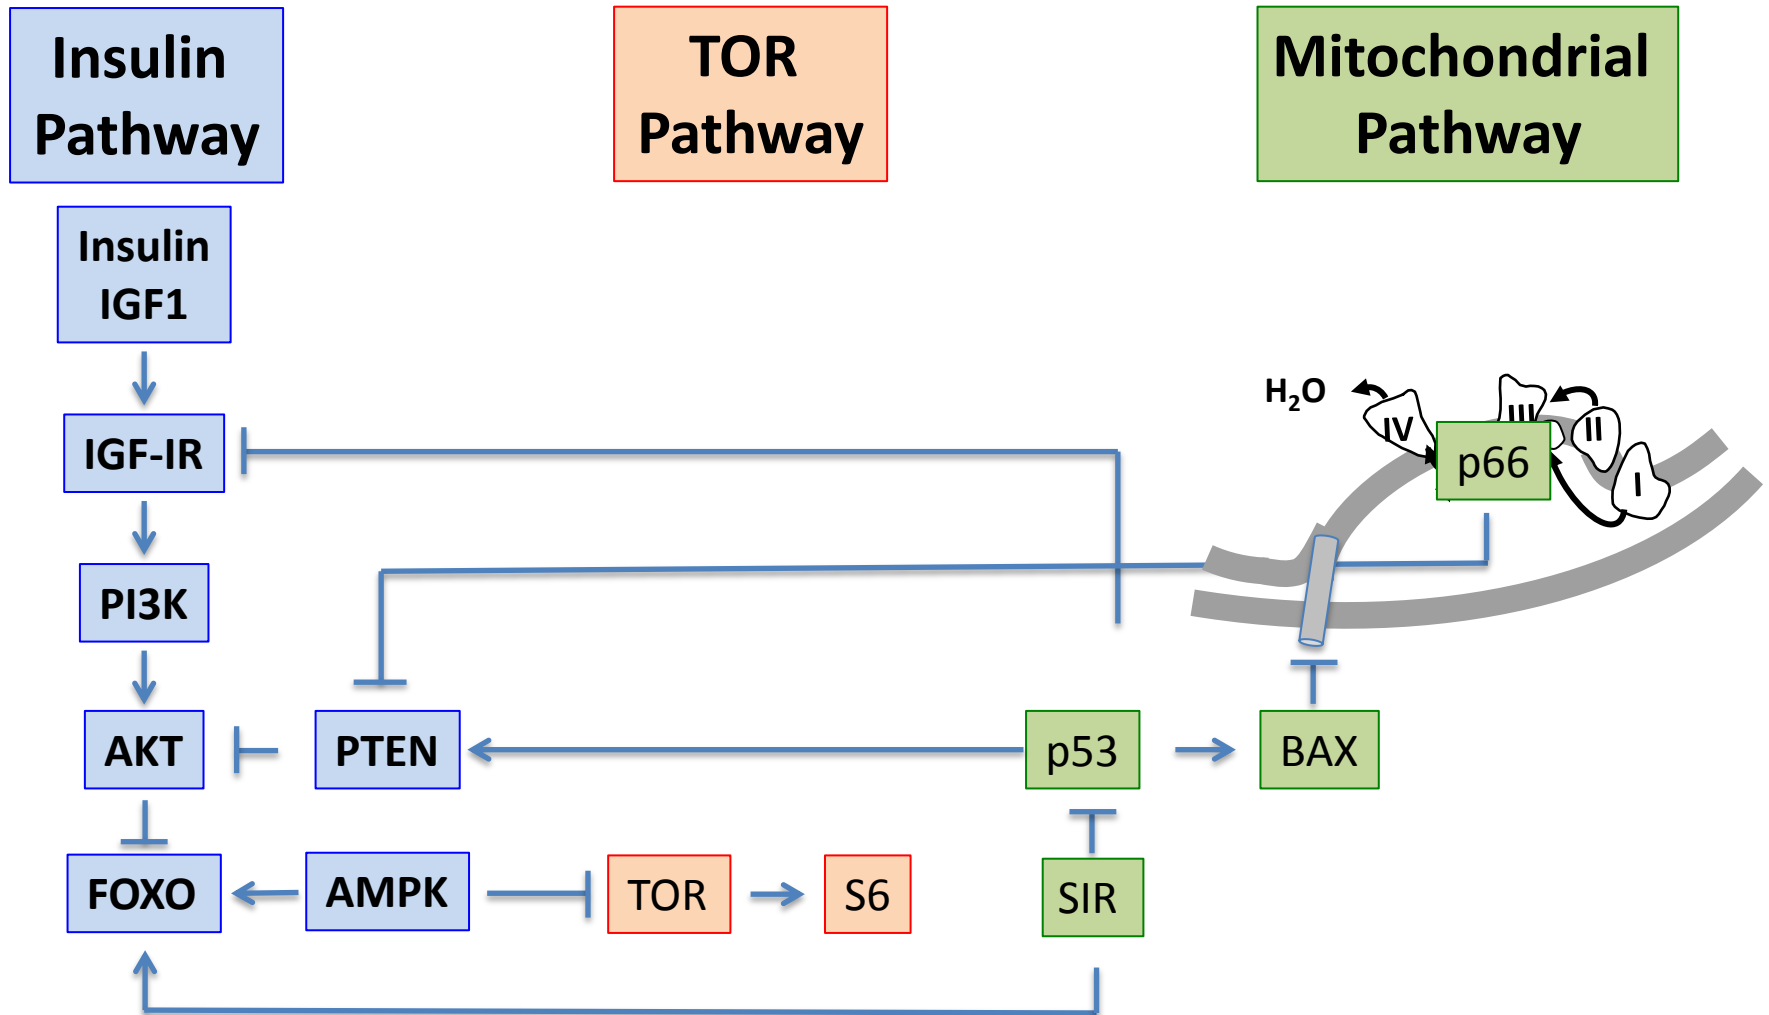 Insulin
Pathway
TOR
Pathway
Mitochondrial
Pathway
Insulin
IGF1
IGF-IR
PI3K
AKT
PTEN
FOXO
AMPK
TOR
S6
p53
BAX
SIR
H₂O
IV
III
II
I
p66